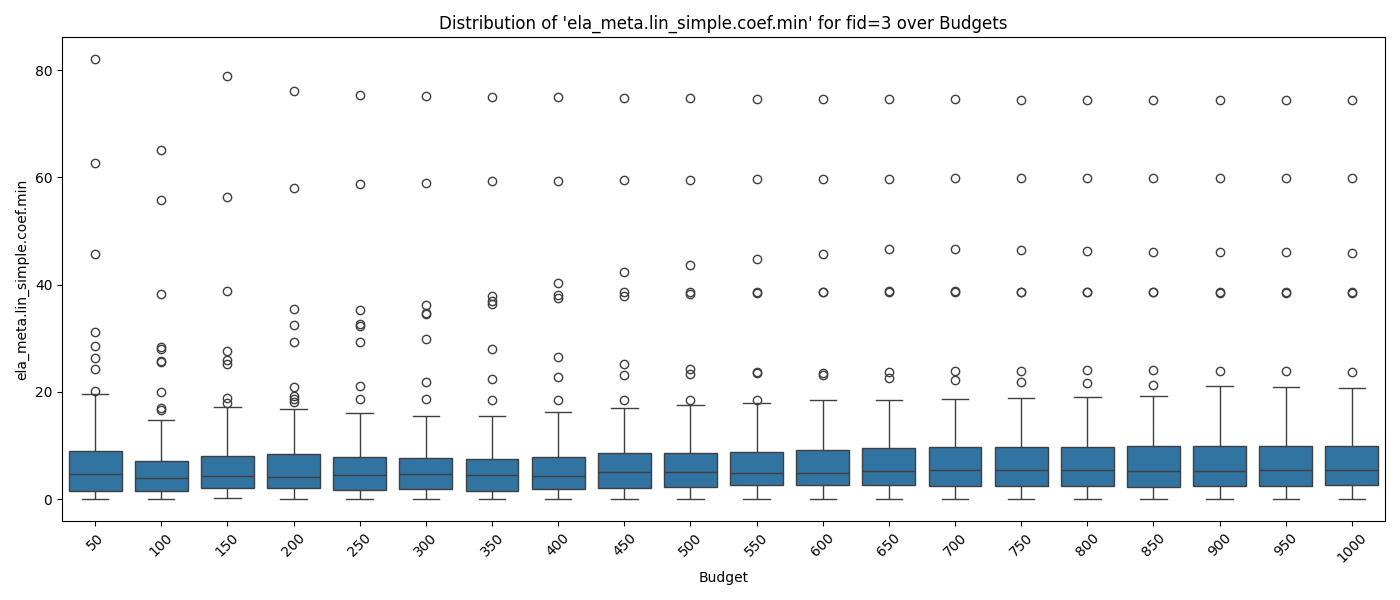 Distribution of 'ela_meta.lin_simple.coef.min' for fid=3 over Budgets
ela_meta.lin_simple.coef.min
80
60
40
20
0
50 100 150 200 250 300 350 400 450 500 550 600 650 700 750 800 850 900 950 1000
Budget